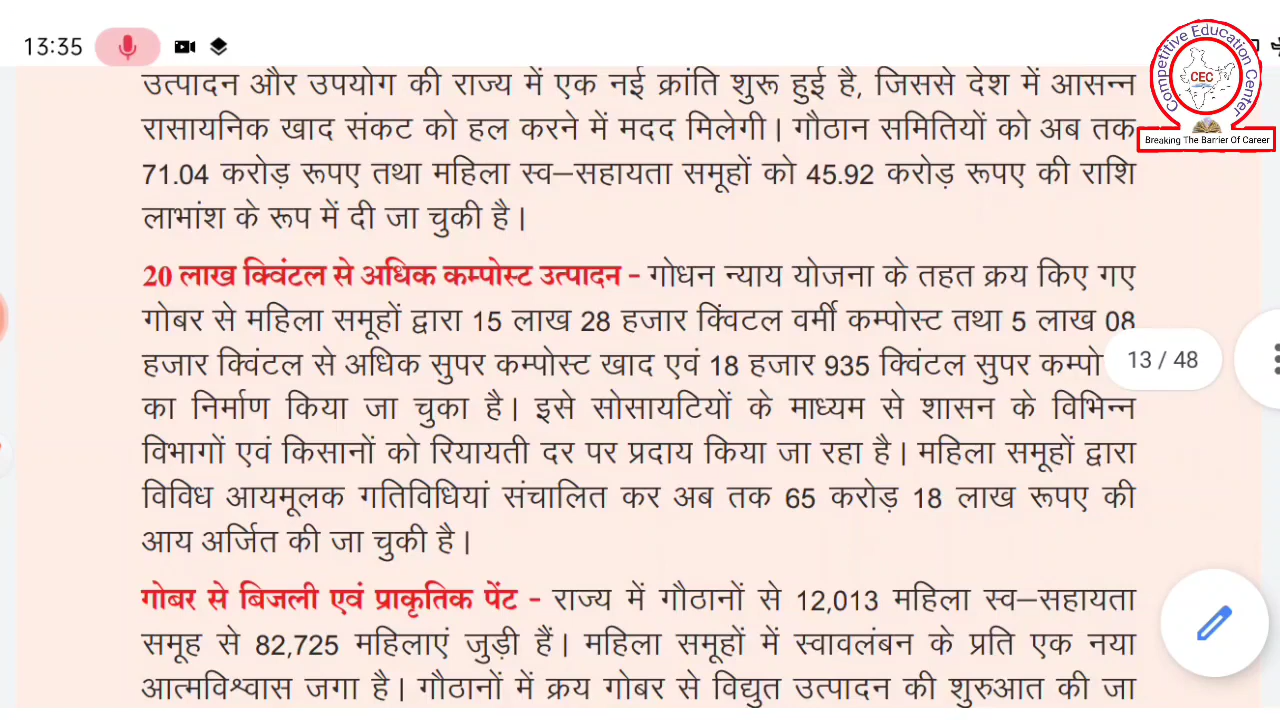 13:35
Competitive Education Center
CEC
Breaking The Barrier Of Career
उत्पादन और उपयोग की राज्य में एक नई क्रांति शुरू हुई है, जिससे देश में आसन्न
रासायनिक खाद संकट को हल करने में मदद मिलेगी। गौठान समितियों को अब तक
71.04 करोड़ रूपए तथा महिला स्व–सहायता समूहों को 45.92 करोड़ रूपए की राशि
लाभांश के रूप में दी जा चुकी है।
20 लाख क्विंटल से अधिक कम्पोस्ट उत्पादन - गोधन न्याय योजना के तहत क्रय किए गए
गोबर से महिला समूहों द्वारा 15 लाख 28 हजार क्विंटल वर्मी कम्पोस्ट तथा 5 लाख 08
हजार क्विंटल से अधिक सुपर कम्पोस्ट खाद एवं 18 हजार 935 क्विंटल सुपर कम्पो
13 / 48
का निर्माण किया जा चुका है। इसे सोसायटियों के माध्यम से शासन के विभिन्न
विभागों एवं किसानों को रियायती दर पर प्रदाय किया जा रहा है। महिला समूहों द्वारा
विविध आयमूलक गतिविधियां संचालित कर अब तक 65 करोड़ 18 लाख रूपए की
आय अर्जित की जा चुकी है।
गोबर से बिजली एवं प्राकृतिक पेंट - राज्य में गौठानों से 12,013 महिला स्व–सहायता
समूह से 82,725 महिलाएं जुड़ी हैं। महिला समूहों में स्वावलंबन के प्रति एक नया
आत्मविश्वास जगा है। गौठानों में क्रय गोबर से विद्युत उत्पादन की शुरुआत की जा